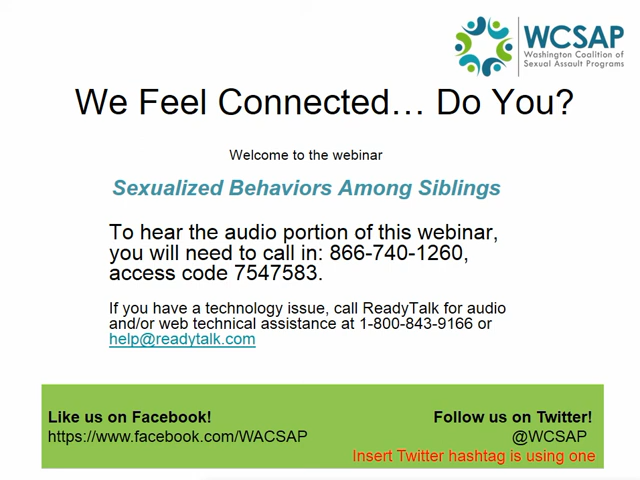 WCSAP
Washington Coalition of
Sexual Assault Programs
We Feel Connected… Do You?
Welcome to the webinar
Sexualized Behaviors Among Siblings
To hear the audio portion of this webinar,
you will need to call in: 866-740-1260,
access code 7547583.
If you have a technology issue, call ReadyTalk for audio
and/or web technical assistance at 1-800-843-9166 or
help@readytalk.com
Like us on Facebook!
https://www.facebook.com/WACSAP
Follow us on Twitter!
@WCSAP
Insert Twitter hashtag is using one